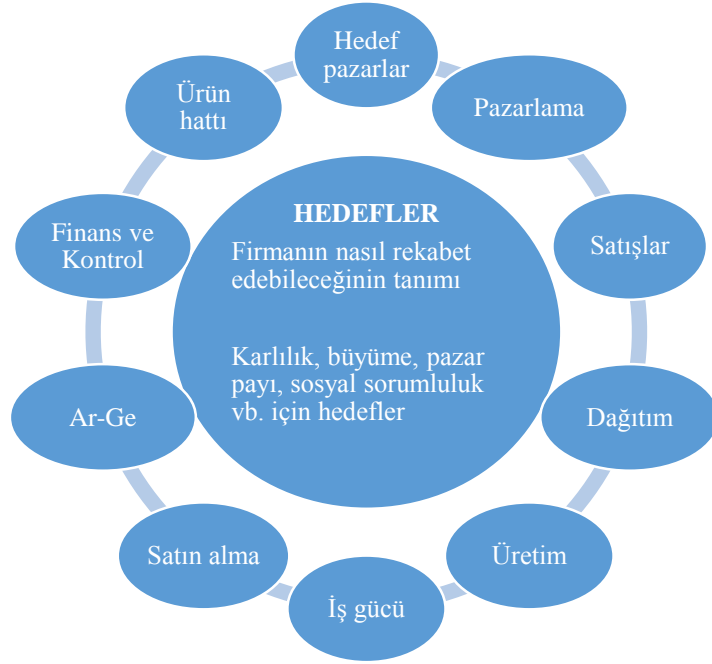 Hedef
pazarlar
Pazarlama
Satışlar
Dağıtım
Üretim
İş gücü
Satın alma
Ar-Ge
Finans ve
Kontrol
Ürün
hattı
HEDEFLER
Firmanın nasıl rekabet
edebileceğinin tanımı
Karlılık, büyüme, pazar
payı, sosyal sorumluluk
vb. için hedefler